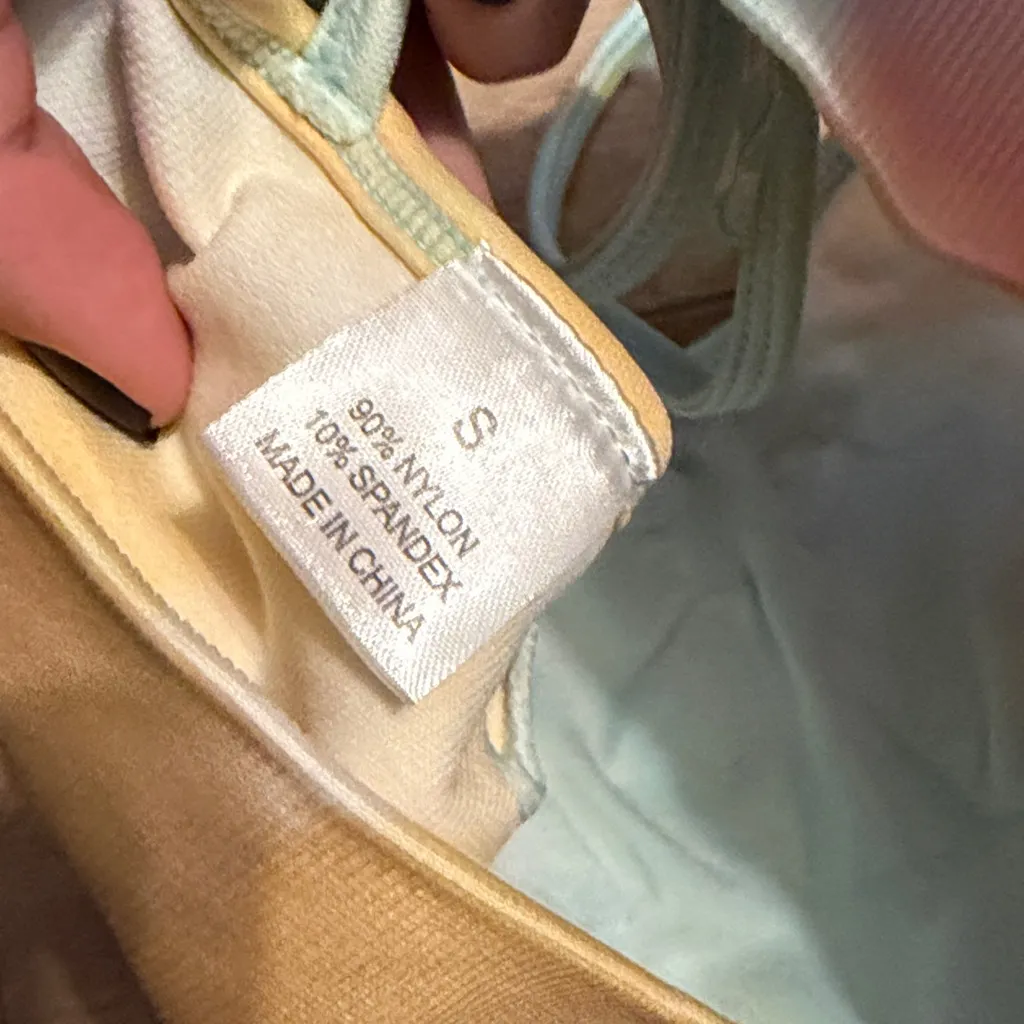 S
90% NYLON
10% SPANDEX
MADE IN CHINA